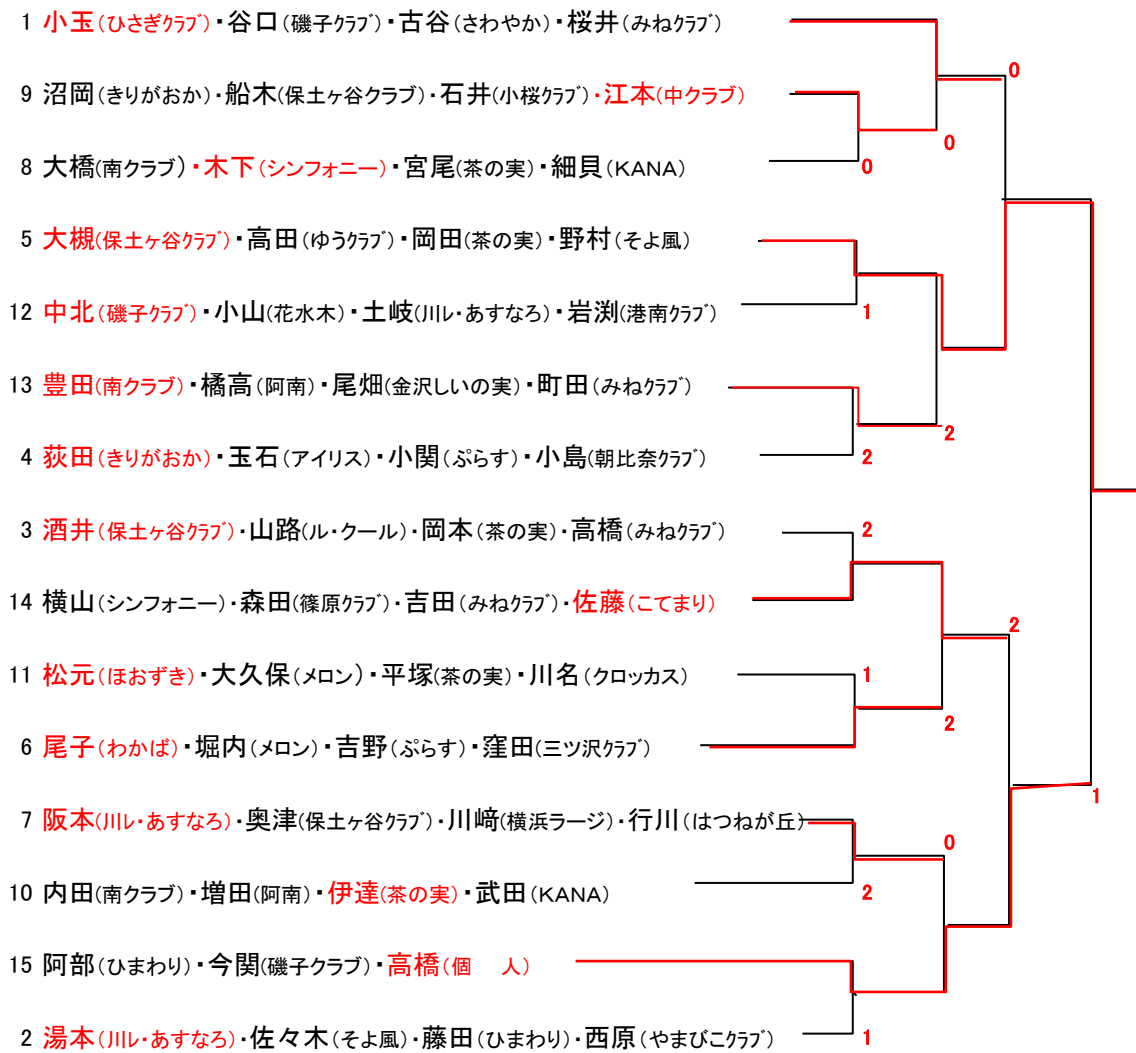 1 小玉(ひさぎクラブ)・谷口(磯子クラブ)・古谷(さわやか)・桜井(みねクラブ)
0
9 沼岡(きりがおか)・船木(保土ヶ谷クラブ)・石井(小桜クラブ)・江本(中クラブ)
0
8 大橋(南クラブ)・木下(シンフォニー)・宮尾(茶の実)・細貝(KANA)
0
5 大槻(保土ヶ谷クラブ)・高田(ゆうクラブ)・岡田(茶の実)・野村(そよ風)
12 中北(磯子クラブ)・小山(花水木)・土岐(川レ・あすなろ)・岩渕(港南クラブ)
1
13 豊田(南クラブ)・橘高(阿南)・尾畑(金沢しいの実)・町田(みねクラブ)
2
4 荻田(きりがおか)・玉石(アイリス)・小関(ぷらす)・小島(朝比奈クラブ)
2
3 酒井(保土ヶ谷クラブ)・山路(ル・クール)・岡本(茶の実)・高橋(みねクラブ)
2
14 横山(シンフォニー)・森田(篠原クラブ)・吉田(みねクラブ)・佐藤(こてまり)
2
11 松元(ほおずき)・大久保(メロン)・平塚(茶の実)・川名(クロッカス)
1
2
6 尾子(わかば)・堀内(メロン)・吉野(ぷらす)・窪田(三ツ沢クラブ)
1
7 阪本(川レ・あすなろ)・奥津(保土ヶ谷クラブ)・川﨑(横浜ラージ)・行川(はつねが丘)
0
10 内田(南クラブ)・増田(阿南)・伊達(茶の実)・武田(KANA)
2
15 阿部(ひまわり)・今関(磯子クラブ)・高橋(個　人)
2 湯本(川レ・あすなろ)・佐々木(そよ風)・藤田(ひまわり)・西原(やまびこクラブ)
1